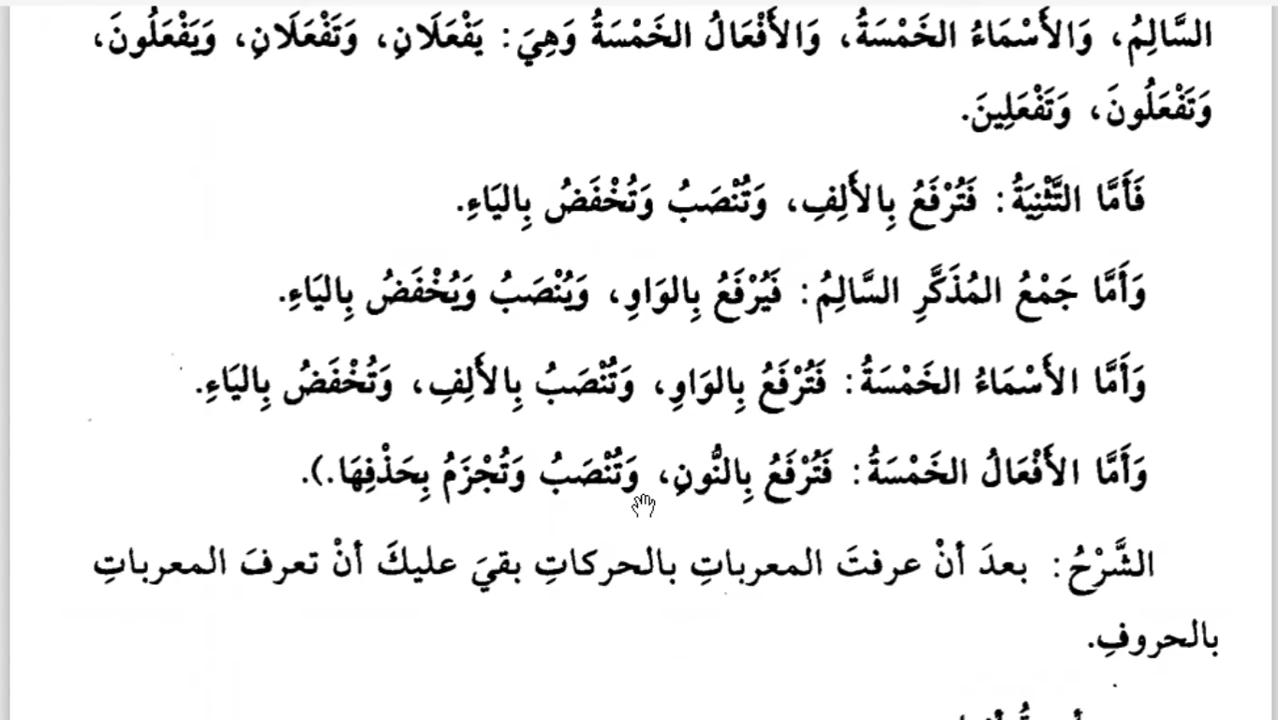 السَّالِمُ، وَالأَسْمَاءُ الخَمْسَةُ، وَالأَفْعَالُ الخَمْسَةُ وَهِيَ: يَفْعَلَانِ، وَتَفْعَلَانِ، وَيَفْعَلُونَ،
وَتَفْعَلُونَ، وَتَفْعَلِينَ.
فَأَمَّا التَّثْنِيَةُ: فَتُرْفَعُ بِالأَلِفِ، وَتُنْصَبُ وَتُخْفَضُ بِاليَاءِ.
وَأَمَّا جَمْعُ المُذَكَّرِ السَّالِمُ: فَيُرْفَعُ بِالوَاوِ، وَيُنْصَبُ وَيُخْفَضُ بِاليَاءِ.
وَأَمَّا الأَسْمَاءُ الخَمْسَةُ: فَتُرْفَعُ بِالوَاوِ، وَتُنْصَبُ بِالأَلِفِ، وَتُخْفَضُ بِاليَاءِ.
وَأَمَّا الأَفْعَالُ الخَمْسَةُ: فَتُرْفَعُ بِالنُّونِ، وَتُنْصَبُ وَتُجْزَمُ بِحَذْفِهَا.).
الشَّرْحُ: بعدَ أنْ عرفتَ المعرباتِ بالحركاتِ بقيَ عليكَ أنْ تعرفَ المعرباتِ
بالحروفِ.